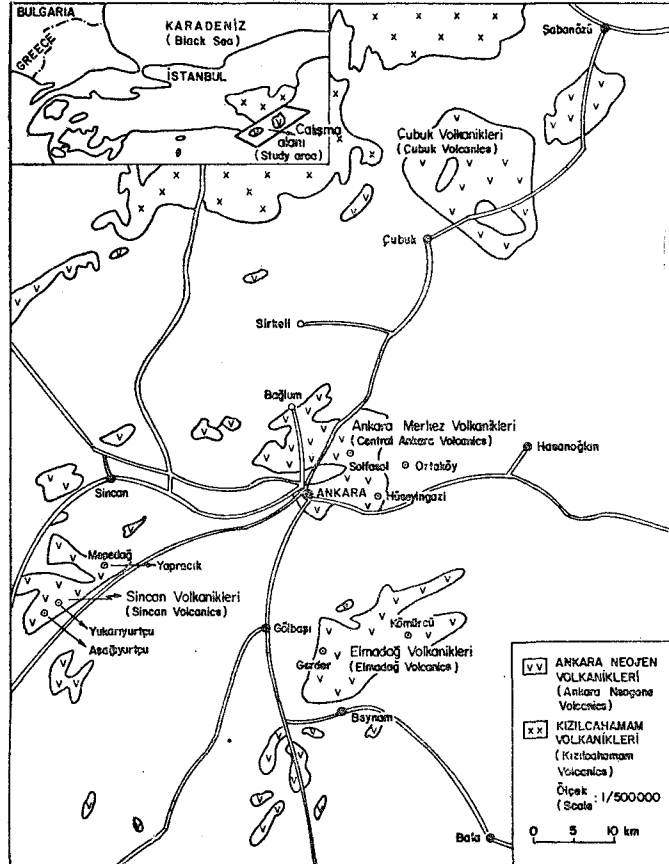 BULGARIA
GREECE
KARADENİZ
(Black Sea)
İSTANBUL
Çalışma
alanı
(Study area)
Şabanözü
Çubuk Volkanikleri
(Cubuk Volcanics)
Çubuk
Sirkeli
Bağlum
Ankara Merkez Volkanikleri
(Central Ankara Volcanics)
Solfasol
Ortaköy
Hasanoğlan
Sincan
ANKARA
Hüseyingazi
Meşedağ
Yapracık
Sincan Volkanikleri
(Sincan Volcanics)
Yukarıyurtçu
Aşağıyurtçu
Gölbaşı
Kömürcü
Elmadağ Volkanikleri
(Elmadağ Volcanics)
Gerder
Beynam
Bala
V V ANKARA NEOJEN
VOLKANİKLERİ
(Ankara Neogene
Volcanics)
X X KIZILCAHAMAM
VOLKANİKLERİ
(Kızılcahamam
Volcanics)
Ölçek
(Scale : 1/500000
0 5 10 km